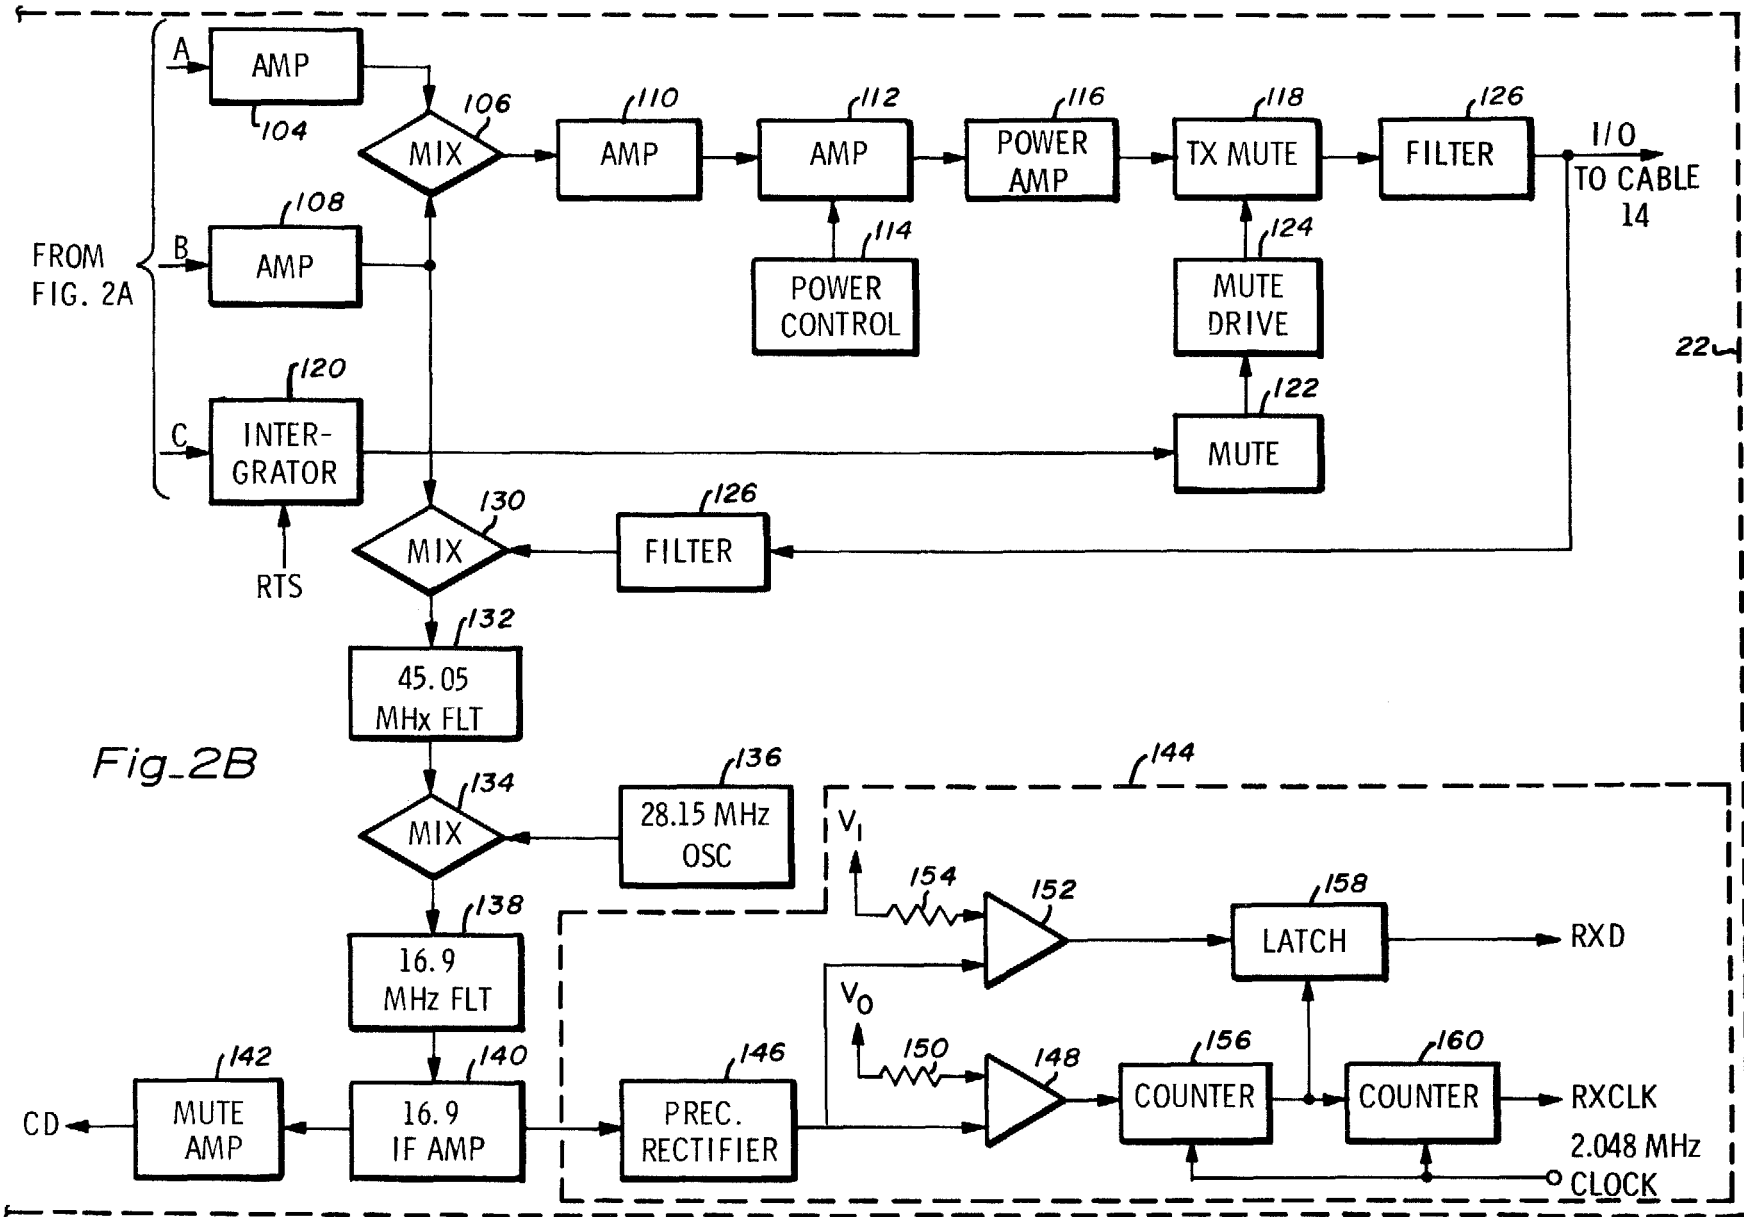 A
AMP
104
106
MIX
110
AMP
112
AMP
116
POWER
AMP
118
TX MUTE
126
FILTER
I/O
TO CABLE
14
108
B
AMP
FROM
FIG. 2A
114
POWER
CONTROL
124
MUTE
DRIVE
22
120
C
INTER-
GRATOR
RTS
122
MUTE
130
MIX
126
FILTER
132
45.05
MHx FLT
Fig_2B
134
MIX
136
28.15 MHz
OSC
144
138
16.9
MHz FLT
V1
154
152
158
LATCH
RXD
V0
150
148
156
COUNTER
160
COUNTER
RXCLK
2.048 MHz
CLOCK
142
CD
MUTE
AMP
140
16.9
IF AMP
146
PREC.
RECTIFIER